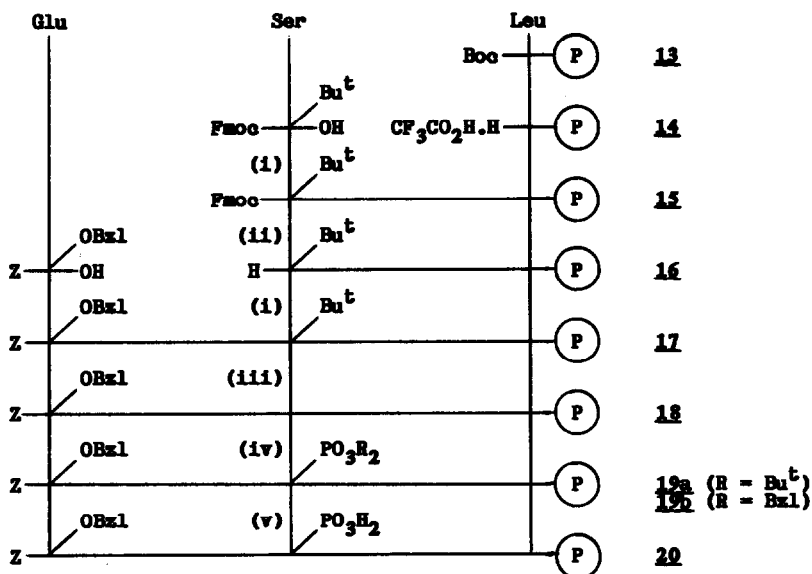 Glu Ser Leu
Boc P 13
Bu^t
Fmoc OH CF3CO2H.H P 14
(i) Bu^t
Fmoc P 15
OBzl (ii) Bu^t
Z OH H P 16
OBzl (i) Bu^t
Z P 17
OBzl (iii)
Z P 18
OBzl (iv) PO3R2
Z P 19a (R = Bu^t)
19b (R = Bzl)
OBzl (v) PO3H2
Z P 20